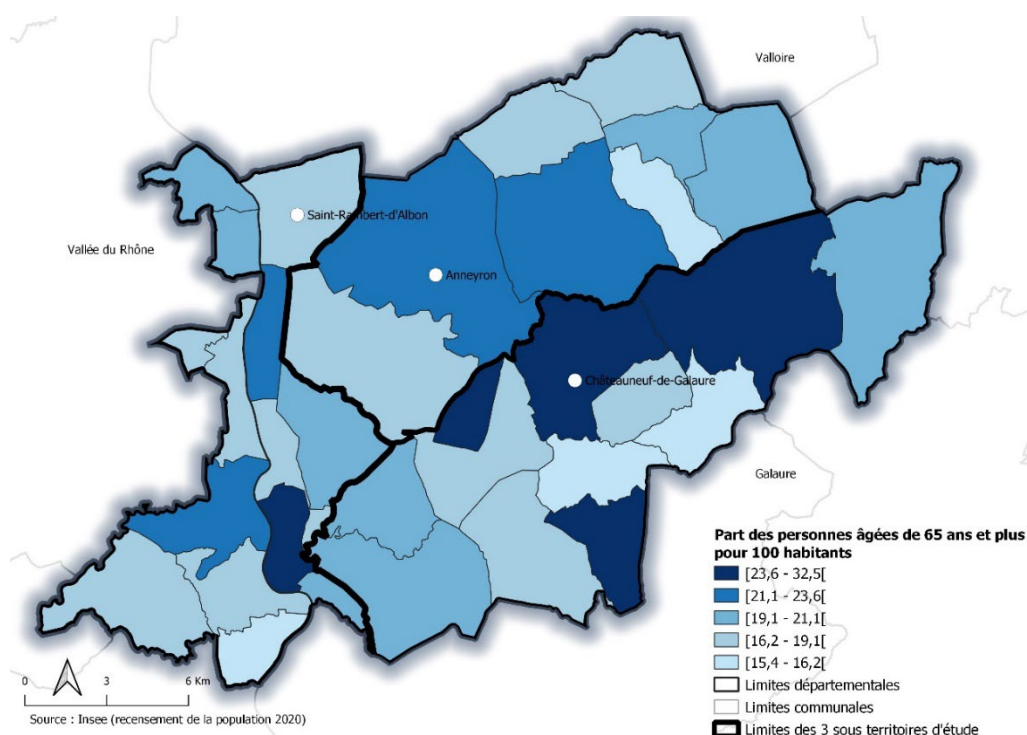 Valloire
Saint-Rambert-d'Albon
Vallée du Rhône
Anneyron
Châteauneuf-de-Galaure
Galaure
Part des personnes âgées de 65 ans et plus
pour 100 habitants
[23,6 - 32,5[
[21,1 - 23,6[
[19,1 - 21,1[
[16,2 - 19,1[
[15,4 - 16,2[
Limites départementales
Limites communales
Limites des 3 sous territoires d'étude
0 3 6 Km
Source : Insee (recensement de la population 2020)